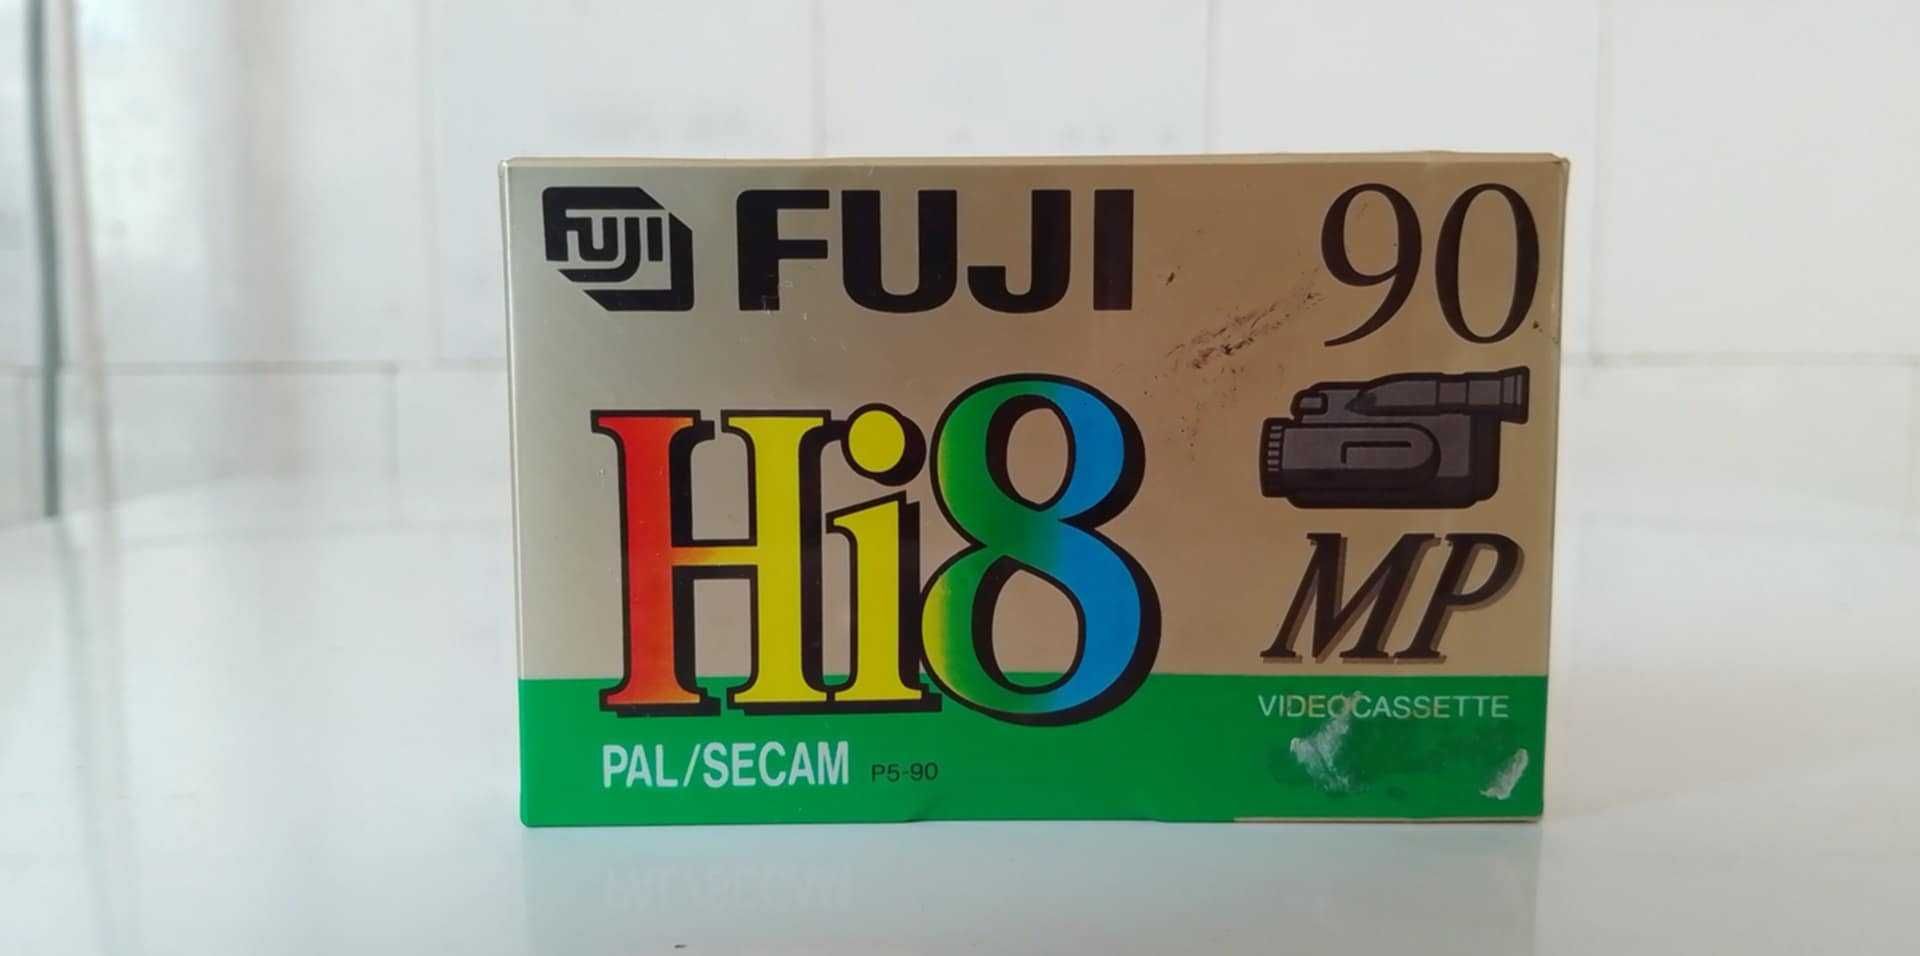 FUJI FUJI 90
Hi8
MP
VIDEOCASSETTE
PAL/SECAM P5-90